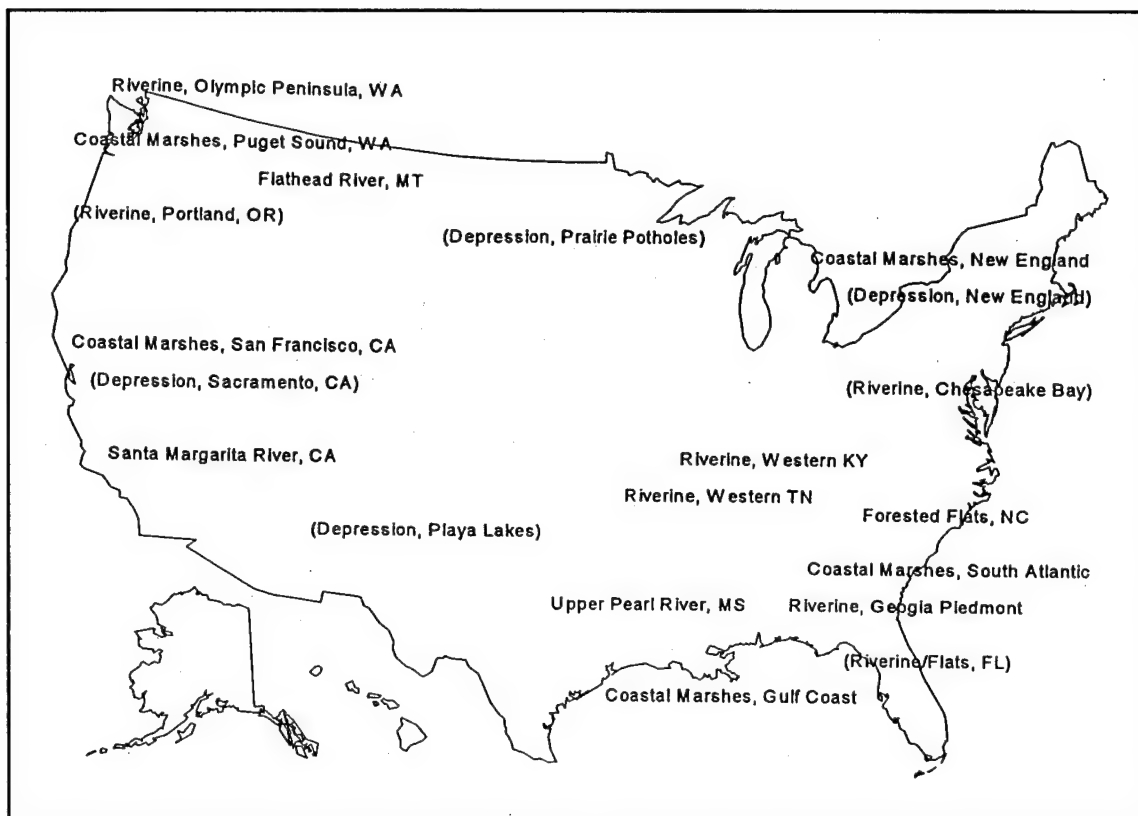 Riverine, Olympic Peninsula, WA
Coastal Marshes, Puget Sound, WA
Flathead River, MT
(Riverine, Portland, OR)
(Depression, Prairie Potholes)
Coastal Marshes, New England
(Depression, New England)
Coastal Marshes, San Francisco, CA
(Depression, Sacramento, CA)
(Riverine, Chesapeake Bay)
Santa Margarita River, CA
Riverine, Western KY
Riverine, Western TN
Forested Flats, NC
(Depression, Playa Lakes)
Coastal Marshes, South Atlantic
Upper Pearl River, MS
Riverine, Geogia Piedmont
(Riverine/Flats, FL)
Coastal Marshes, Gulf Coast